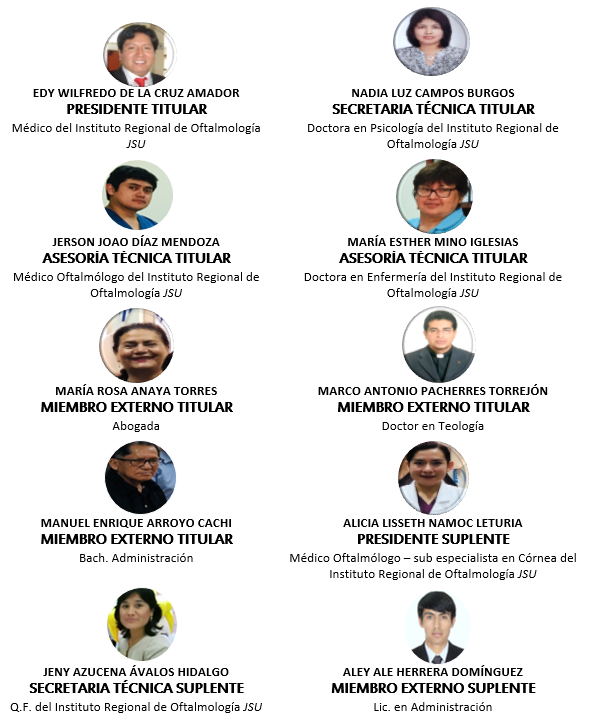 EDY WILFREDO DE LA CRUZ AMADOR
PRESIDENTE TITULAR
Médico del Instituto Regional de Oftalmología
JSU
NADIA LUZ CAMPOS BURGOS
SECRETARIA TÉCNICA TITULAR
Doctora en Psicología del Instituto Regional de
Oftalmología JSU
JERSON JOAO DÍAZ MENDOZA
ASESORÍA TÈCNICA TITULAR
Médico Oftalmólogo del Instituto Regional de
Oftalmología JSU
MARÍA ESTHER MINO IGLESIAS
ASESORÍA TÈCNICA TITULAR
Doctora en Enfermería del Instituto Regional de
Oftalmología JSU
MARÍA ROSA ANAYA TORRES
MIEMBRO EXTERNO TITULAR
Abogada
MARCO ANTONIO PACHERRES TORREJÓN
MIEMBRO EXTERNO TITULAR
Doctor en Teología
MANUEL ENRIQUE ARROYO CACHI
MIEMBRO EXTERNO TITULAR
Bach. Administración
ALICIA LISSETH NAMOC LETURIA
PRESIDENTE SUPLENTE
Médico Oftalmólogo – sub especialista en Córnea del
Instituto Regional de Oftalmología JSU
JENY AZUCENA ÁVALOS HIDALGO
SECRETARIA TÉCNICA SUPLENTE
Q.F. del Instituto Regional de Oftalmología JSU
ALEY ALE HERRERA DOMÍNGUEZ
MIEMBRO EXTERNO SUPLENTE
Lic. en Administración